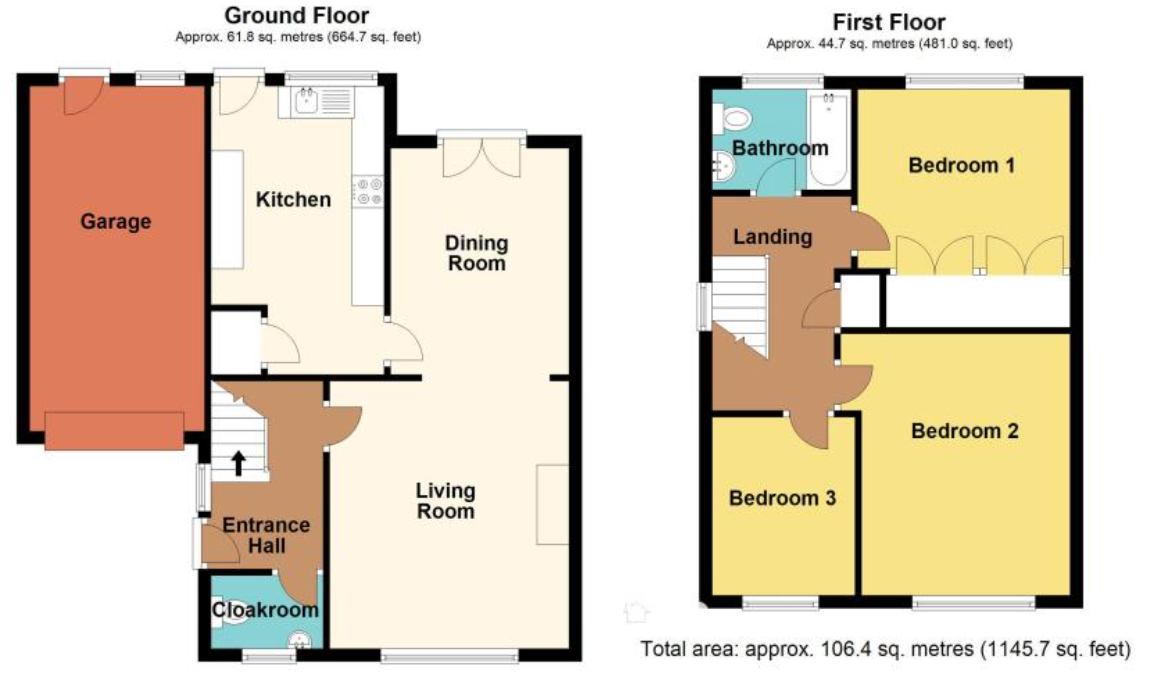 Ground Floor
Approx. 61.8 sq. metres (664.7 sq. feet)
Garage
Kitchen
Dining
Room
Living
Room
Entrance
Hall
Cloakroom
First Floor
Approx. 44.7 sq. metres (481.0 sq. feet)
Bathroom
Bedroom 1
Landing
Bedroom 2
Bedroom 3
Total area: approx. 106.4 sq. metres (1145.7 sq. feet)